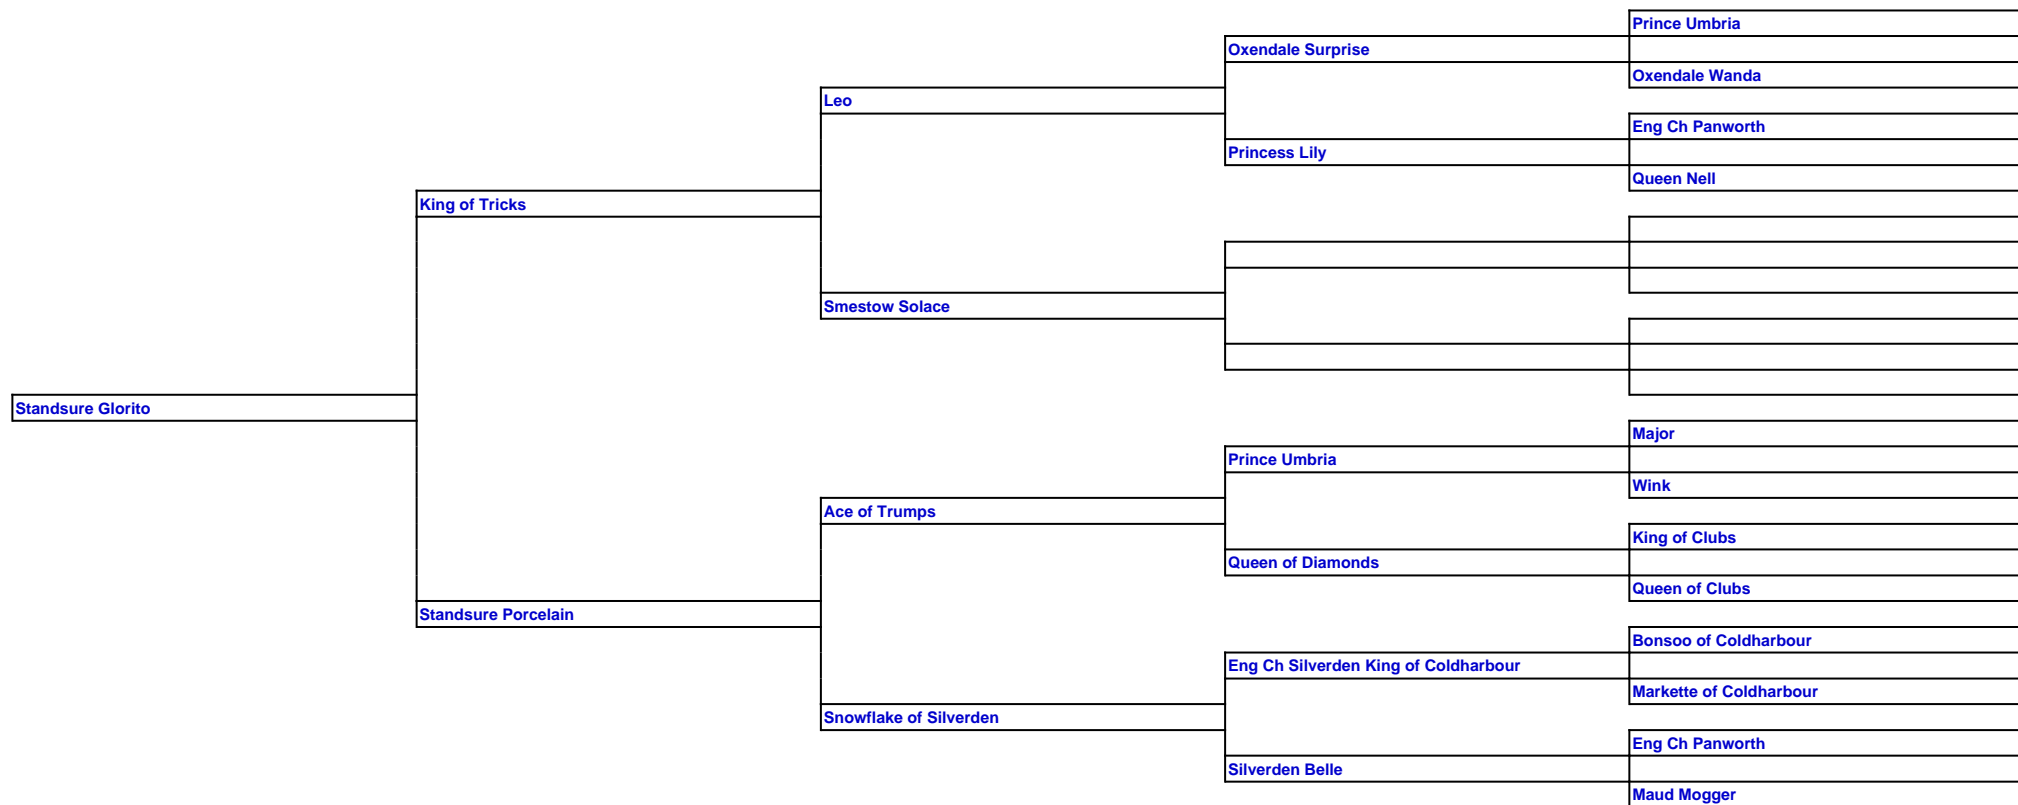 Prince Umbria
Oxendale Surprise
Oxendale Wanda
Leo
Eng Ch Panworth
Princess Lily
Queen Nell
King of Tricks
Smestow Solace
Standsure Glorito
Major
Prince Umbria
Wink
Ace of Trumps
King of Clubs
Queen of Diamonds
Queen of Clubs
Standsure Porcelain
Bonsoo of Coldharbour
Eng Ch Silverden King of Coldharbour
Markette of Coldharbour
Snowflake of Silverden
Eng Ch Panworth
Silverden Belle
Maud Mogger